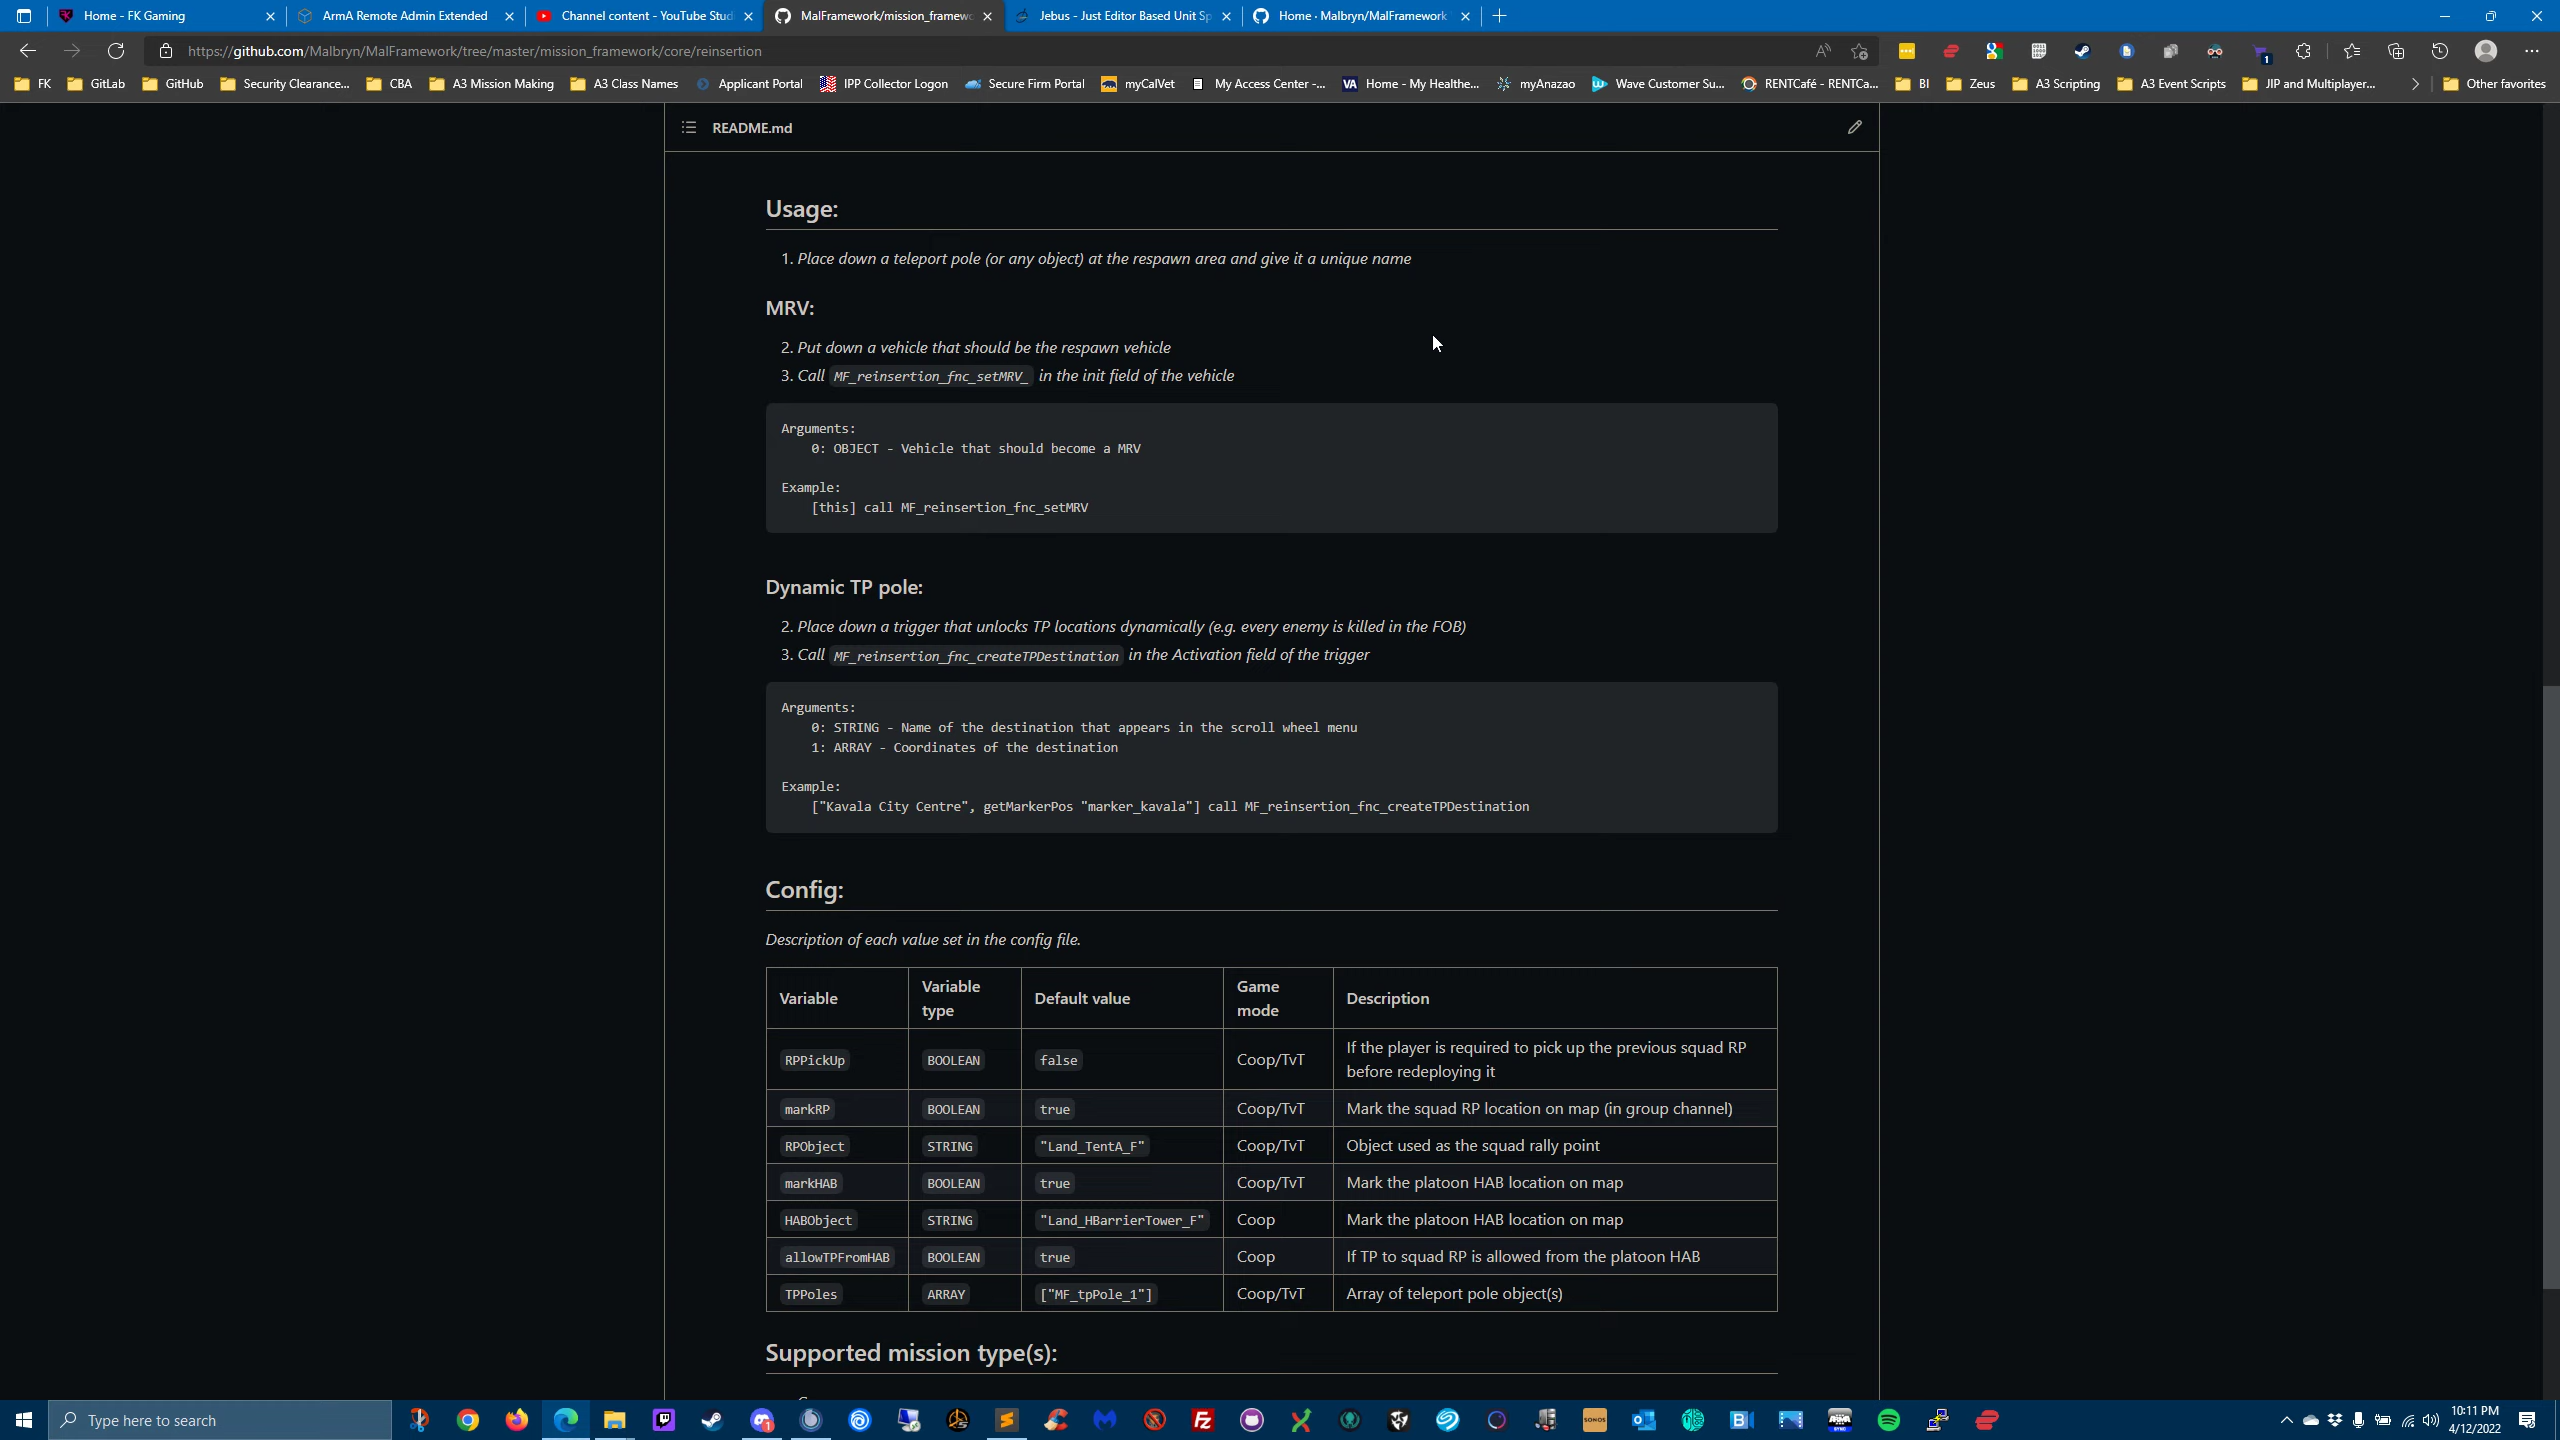 Home - FK Gaming
ArmA Remote Admin Extended
Channel content - YouTube Stud
MalFramework/mission_framewo
Jebus - Just Editor Based Unit Sp
Home · Malbryn/MalFramework
https://github.com/Malbryn/MalFramework/tree/master/mission_framework/core/reinsertion
FK
GitLab
GitHub
Security Clearance...
CBA
A3 Mission Making
A3 Class Names
Applicant Portal
IPP Collector Logon
Secure Firm Portal
myCalVet
My Access Center -...
VA Home - My Healthe...
myAnazao
Wave Customer Su...
RENTCafé - RENTCa...
BI
Zeus
A3 Scripting
A3 Event Scripts
JIP and Multiplayer...
Other favorites
README.md
Usage:
1. Place down a teleport pole (or any object) at the respawn area and give it a unique name
MRV:
2. Put down a vehicle that should be the respawn vehicle
3. Call MF_reinsertion_fnc_setMRV_ in the init field of the vehicle
Arguments:
0: OBJECT - Vehicle that should become a MRV
Example:
[this] call MF_reinsertion_fnc_setMRV
Dynamic TP pole:
2. Place down a trigger that unlocks TP locations dynamically (e.g. every enemy is killed in the FOB)
3. Call MF_reinsertion_fnc_createTPDestination in the Activation field of the trigger
Arguments:
0: STRING - Name of the destination that appears in the scroll wheel menu
1: ARRAY - Coordinates of the destination
Example:
["Kavala City Centre", getMarkerPos "marker_kavala"] call MF_reinsertion_fnc_createTPDestination
Config:
Description of each value set in the config file.
Variable
Variable type
Default value
Game mode
Description
RPPickUp
BOOLEAN
false
Coop/TvT
If the player is required to pick up the previous squad RP
before redeploying it
markRP
BOOLEAN
true
Coop/TvT
Mark the squad RP location on map (in group channel)
RPObject
STRING
"Land_TentA_F"
Coop/TvT
Object used as the squad rally point
markHAB
BOOLEAN
true
Coop/TvT
Mark the platoon HAB location on map
HABObject
STRING
"Land_HBarrierTower_F"
Coop
Mark the platoon HAB location on map
allowTPFromHAB
BOOLEAN
true
Coop
If TP to squad RP is allowed from the platoon HAB
TPPoles
ARRAY
["MF_tpPole_1"]
Coop/TvT
Array of teleport pole object(s)
Supported mission type(s):
Type here to search
SONOS
10:11 PM
4/12/2022